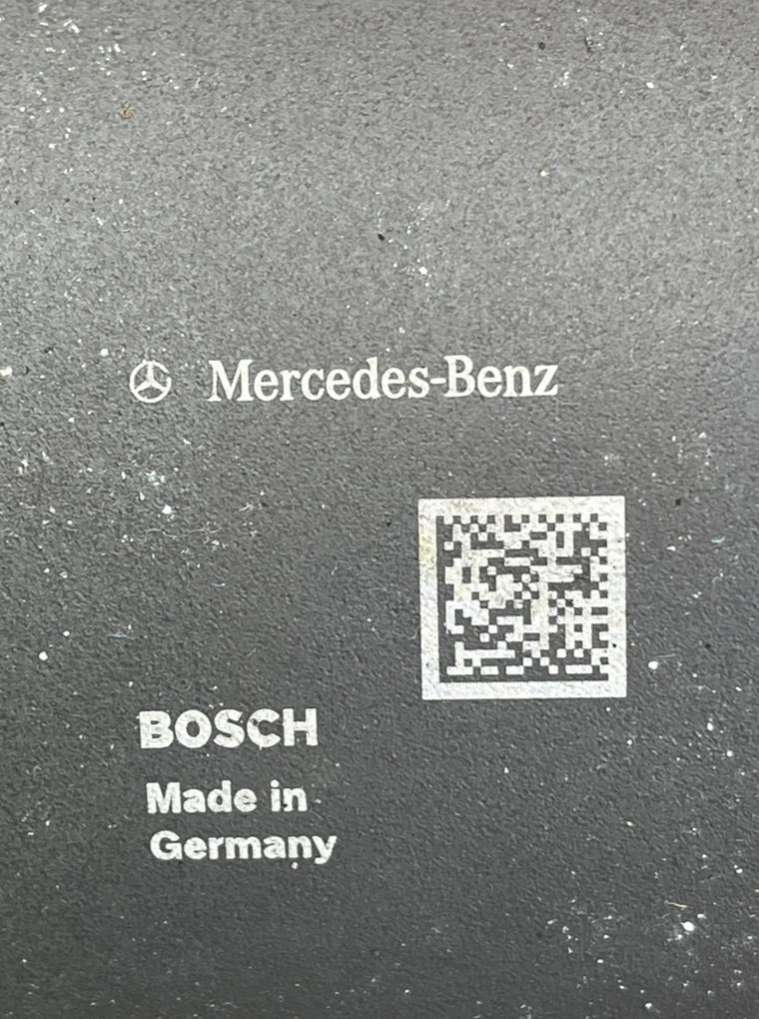 Mercedes-Benz
BOSCH
Made in
Germany